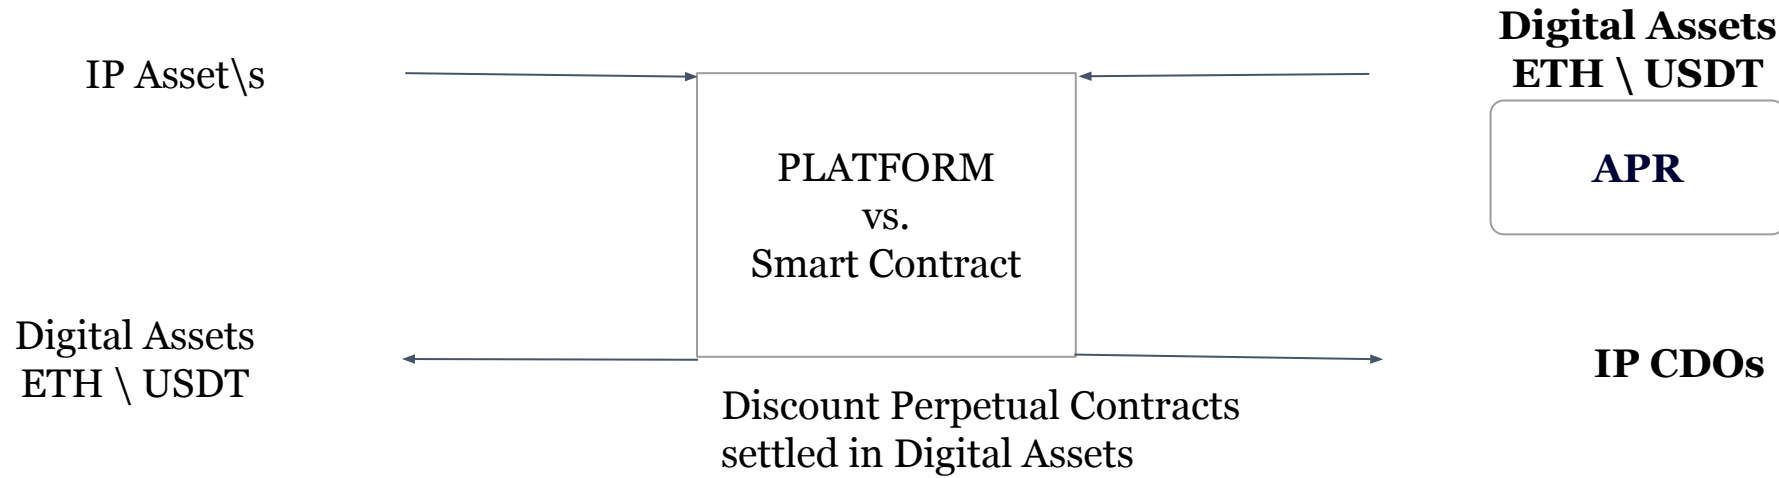 IP Asset\s
Digital Assets
ETH \ USDT
PLATFORM
vs.
Smart Contract
Discount Perpetual Contracts
settled in Digital Assets
Digital Assets
ETH \ USDT
APR
IP CDOs